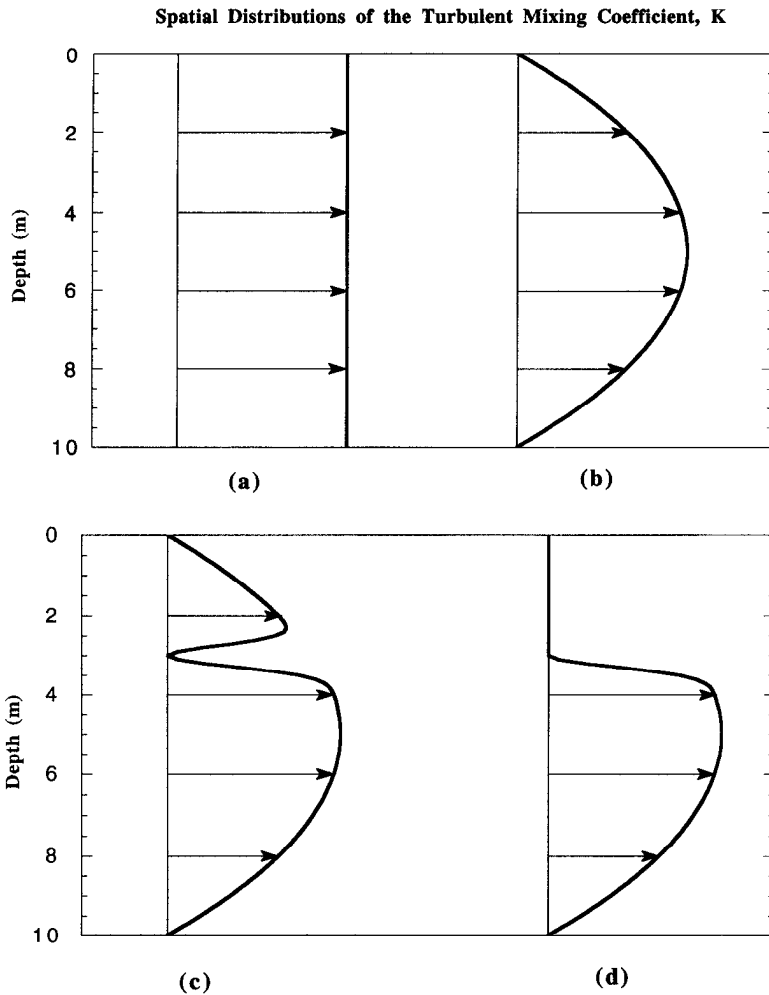 Spatial Distributions of the Turbulent Mixing Coefficient, K
0
2
4
6
8
10
Depth (m)
(a)
(b)
0
2
4
6
8
10
Depth (m)
(c)
(d)